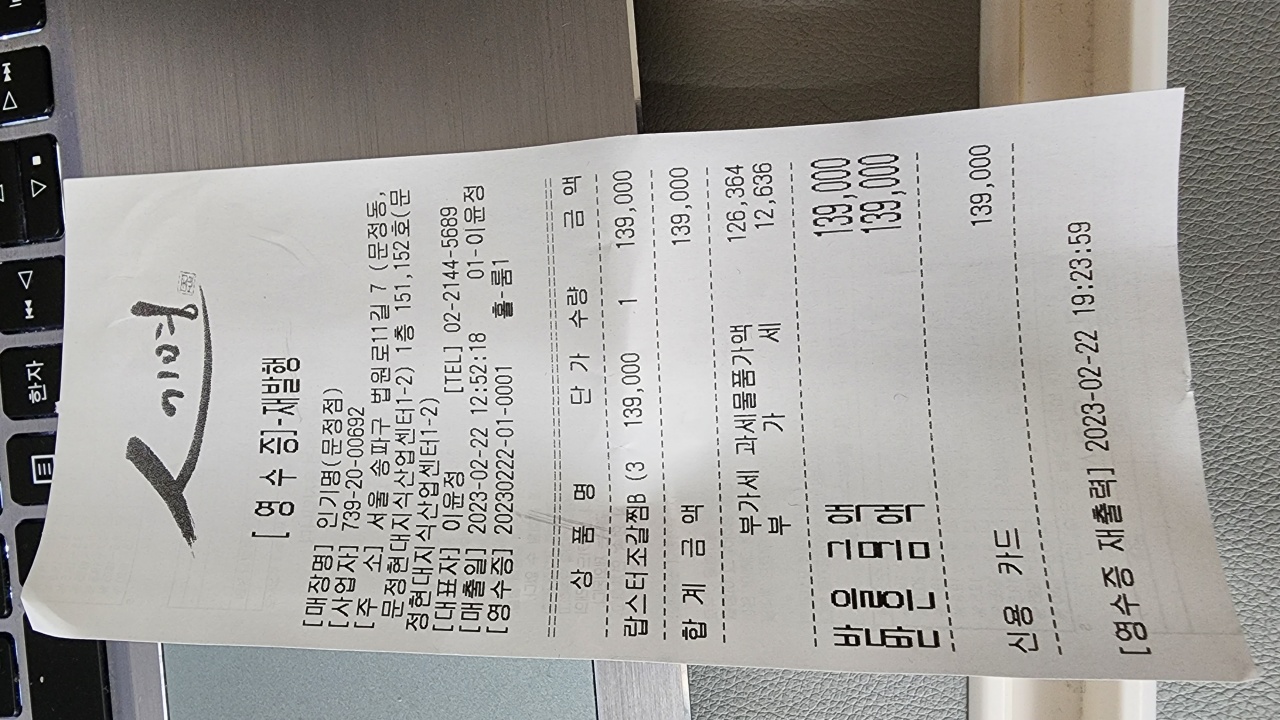 인기명
[ 영 수 증]-재발행
[매장명] 인기명(문정점)
[사업자] 739-20-00692
[주 소] 서울 송파구 법원로11길 7 (문정동,
문정현대지식산업센터1-2) 1층 151,152호(문
정현대지식산업센터1-2)
[대표자] 이윤정 [TEL] 02-2144-5689
[매출일] 2023-02-22 12:52:18 01-이윤정
[영수증] 20230222-01-0001 홀-룸1
상 품 명 단 가 수량 금 액
랍스터조갈찜B (3 139,000 1 139,000
합 계 금 액 139,000
부가세 과세물품가액 126,364
부 가 세 12,636
받을금액 139,000
받은금액 139,000
신용 카드 139,000
[영수증 재출력] 2023-02-22 19:23:59
한자